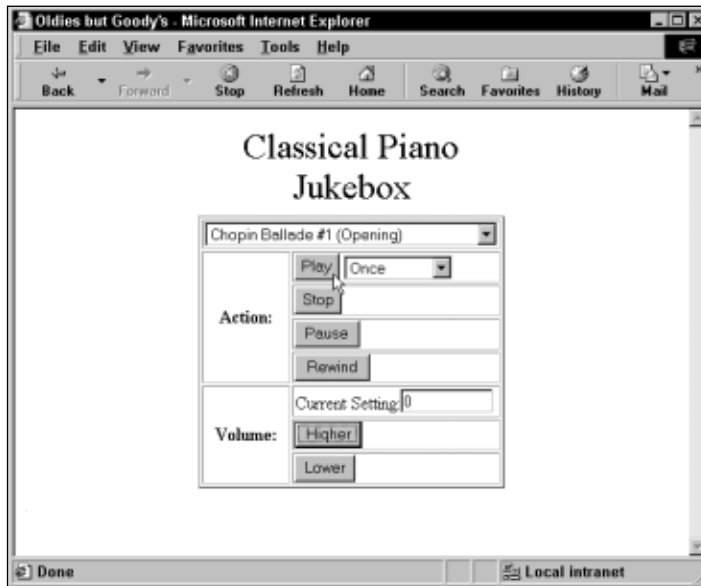 Oldies but Goody's - Microsoft Internet Explorer
File Edit View Favorites Tools Help
Back Forward Stop Refresh Home Search Favorites History Mail
Classical Piano
Jukebox
Chopin Ballade #1 (Opening)
Action:
Play Once
Stop
Pause
Rewind
Volume:
Current Setting: 0
Higher
Lower
Done Local intranet